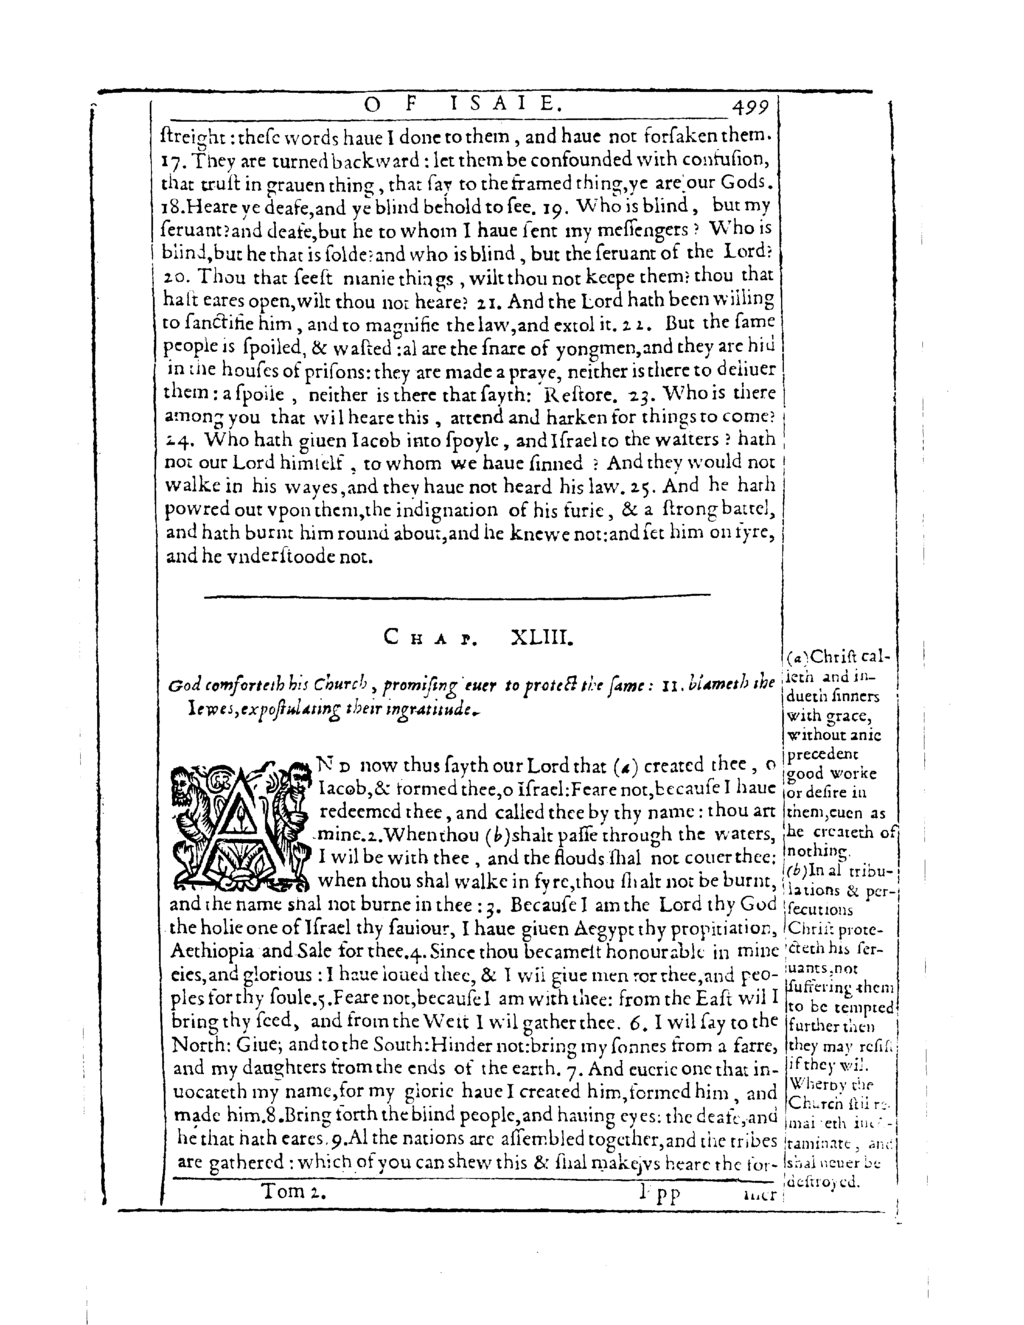 O F ISAIE. 499
ſtreight : theſe words haue I done to them , and haue not forſaken them.
17. They are turned backward : let them be confounded with confuſion,
that truſt in grauen thing , that ſay to the framed thing,ye are our Gods.
18.Heare ye deafe,and ye blind behold to ſee. 19. Who is blind , but my
ſeruant?and deafe,but he to whom I haue ſent my meſſengers ? Who is
blind,but he that is ſolde?and who is blind , but the ſeruant of the Lord?
20. Thou that ſeeſt manie things , wilt thou not keepe them? thou that
haſt eares open,wilt thou not heare? 21. And the Lord hath been willing
to ſanctifie him , and to magnifie the law,and extol it. 22. But the ſame
people is ſpoiled, & waſted :al are the ſnare of yongmen,and they are hid
in the houſes of priſons: they are made a praye, neither is there to deliuer
them : a ſpoile , neither is there that ſayth: Reſtore. 23. Who is there
among you that wil heare this , attend and harken for things to come?
24. Who hath giuen Iacob into ſpoyle , and Iſrael to the waſters ? hath
not our Lord himſelf , to whom we haue ſinned ? And they would not
walke in his wayes,and they haue not heard his law. 25. And he hath
powred out vpon them,the indignation of his furie , & a ſtrong battel,
and hath burnt him round about,and he knewe not:and ſet him on fyre,
and he vnderſtoode not.
CHAP. XLIII.
God comforteth his Church , promiſing euer to protect the ſame : 11. blameth the
Iewes,expoſtulating their ingratitude.
AND now thus ſayth our Lord that (a) created thee , o
Iacob,& formed thee,o Iſrael:Feare not,becauſe I haue
redeemed thee , and called thee by thy name : thou art
mine.2.When thou (b)ſhalt paſſe through the waters,
I wil be with thee , and the flouds ſhal not couer thee:
when thou shal walke in fyre,thou ſhalt not be burnt,
and the name shal not burne in thee : 3. Becauſe I am the Lord thy God
the holie one of Iſrael thy ſauiour, I haue giuen Aegypt thy propitiation,
Aethiopia and Sale for thee.4.Since thou becameſt honourable in mine
eies,and glorious : I haue loued thee, & I wil giue men for thee,and peo-
ples for thy ſoule.5.Feare not,becauſe I am with thee: from the Eaſt wil I
bring thy ſeed, and from the Weſt I wil gather thee. 6. I wil ſay to the
North: Giue; and to the South:Hinder not:bring my ſonnes from a farre,
and my daughters from the ends of the earth. 7. And euerie one that in-
uocateth my name,for my glorie haue I created him,formed him , and
made him.8.Bring forth the blind people,and hauing eyes: the deafe,and
he that hath eares.9.Al the nations are aſſembled together,and the tribes
are gathered : which of you can shew this & ſhal make vs heare the for-
Tom 2. Ppp mer
(a)Chriſt cal-
leth and in-
dueth ſinners
with grace,
without anie
precedent
good worke
or deſire in
them,euen as
he createth of
nothing.
(b)In al tribu-
lations & per-
ſecutions
Chriſt prote-
cteth his ſer-
uants,not
ſuffering them
to be tempted
further then
they may reſiſt
if they wil.
Wherby the
Church ſtil re-
maineth
and
shal neuer be
deſtroyed.